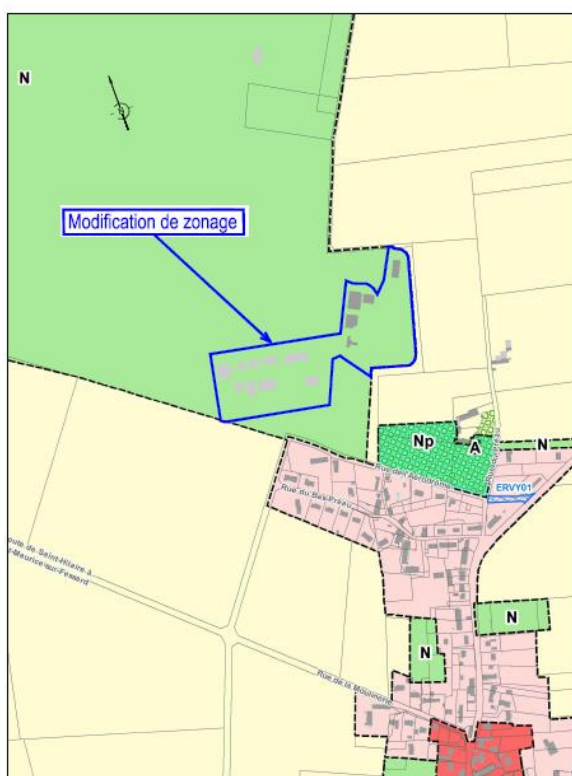 N
Modification de zonage
Np
A
N
Rue de l'Aérodrome
ERVY01
Rue du Bas Préau
oute de Saint-Hilaire à
t-Maurice-sur-Fessard
N
N
Rue de la Moulinerie